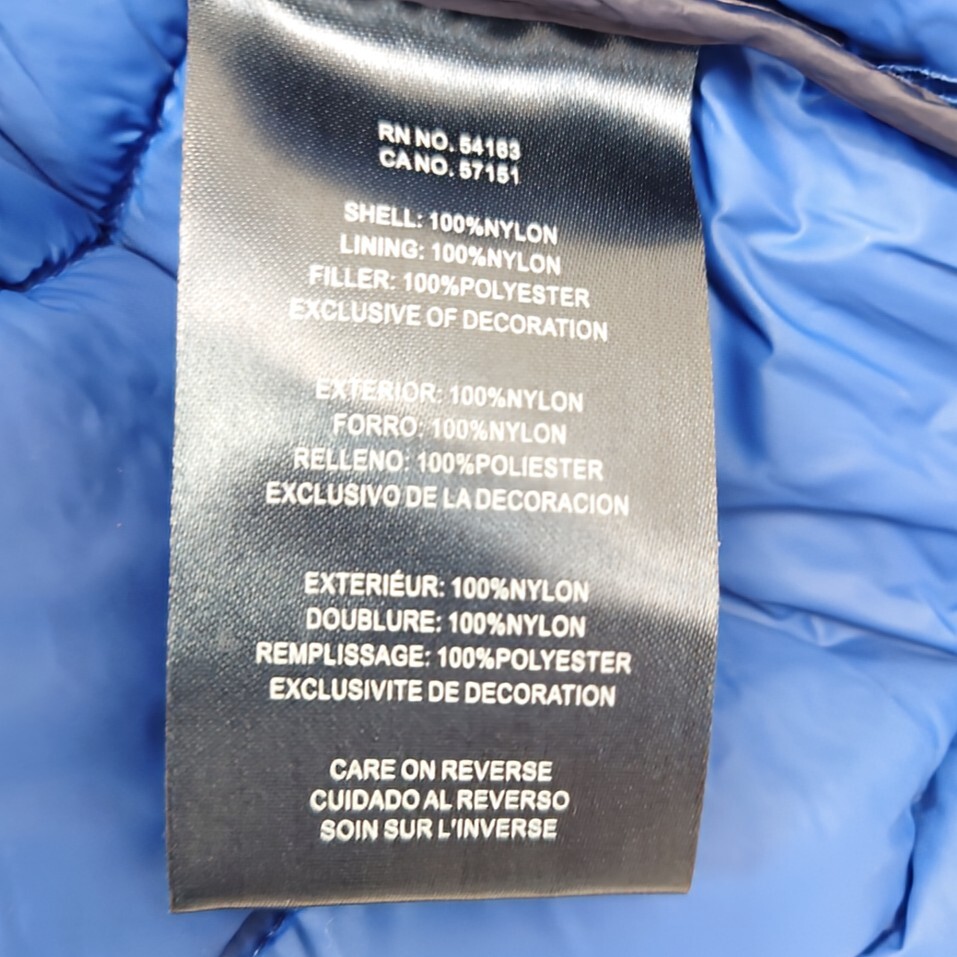 RN NO. 54163
CA NO. 57151
SHELL: 100%NYLON
LINING: 100%NYLON
FILLER: 100%POLYESTER
EXCLUSIVE OF DECORATION
EXTERIOR: 100%NYLON
FORRO: 100%NYLON
RELLENO: 100%POLIESTER
EXCLUSIVO DE LA DECORACION
EXTERIÉUR: 100%NYLON
DOUBLURE: 100%NYLON
REMPLISSAGE: 100%POLYESTER
EXCLUSIVITE DE DECORATION
CARE ON REVERSE
CUIDADO AL REVERSO
SOIN SUR L'INVERSE